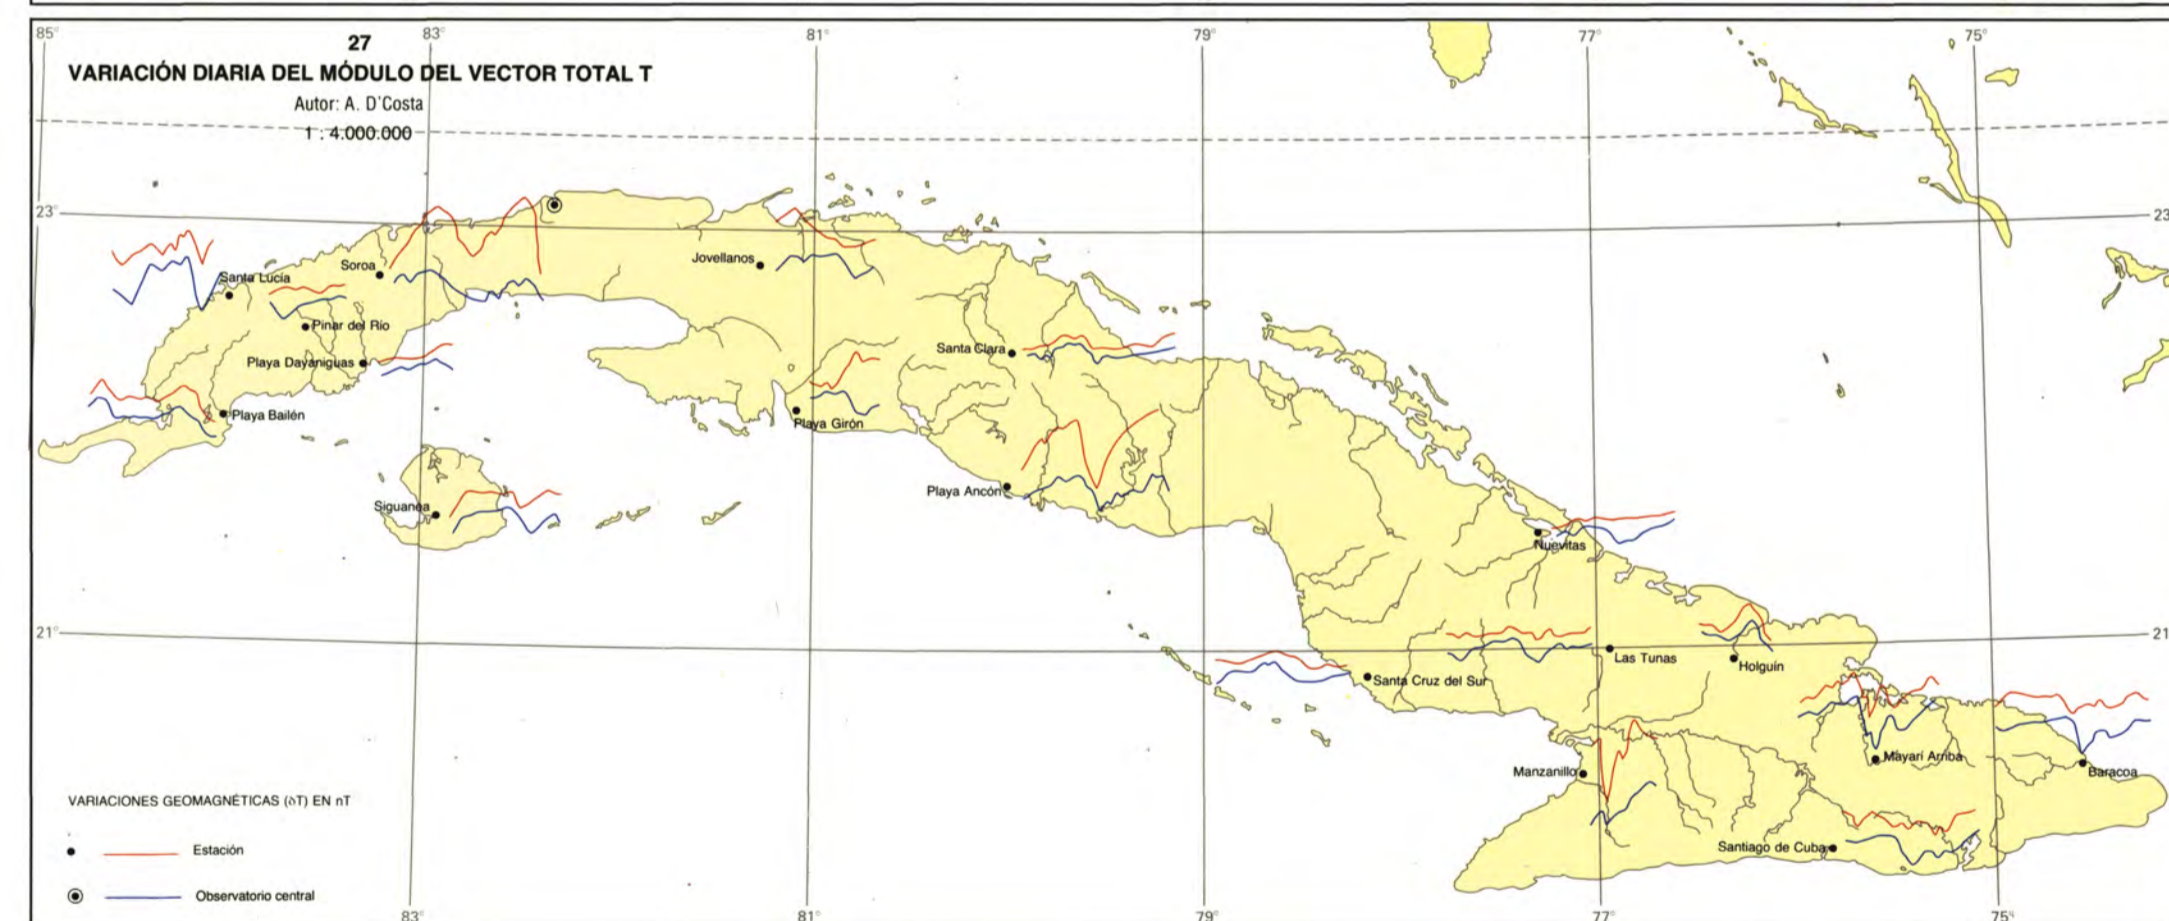 85°
83°
81°
79°
77°
75°
27
VARIACIÓN DIARIA DEL MÓDULO DEL VECTOR TOTAL T
Autor: A. D'Costa
1 : 4.000.000
23°
23
Santa Lucía
Soroa
Jovellanos
Pinar del Río
Playa Dayaniguas
Santa Clara
Playa Bailén
Playa Girón
Siguanea
Playa Ancón
Nuevitas
21°
21
Las Tunas
Holguín
Santa Cruz del Sur
Mayarí Arriba
Manzanillo
Baracoa
Santiago de Cuba
VARIACIONES GEOMAGNÉTICAS (δT) EN nT
Estación
Observatorio central
83°
81°
79°
77°
75°